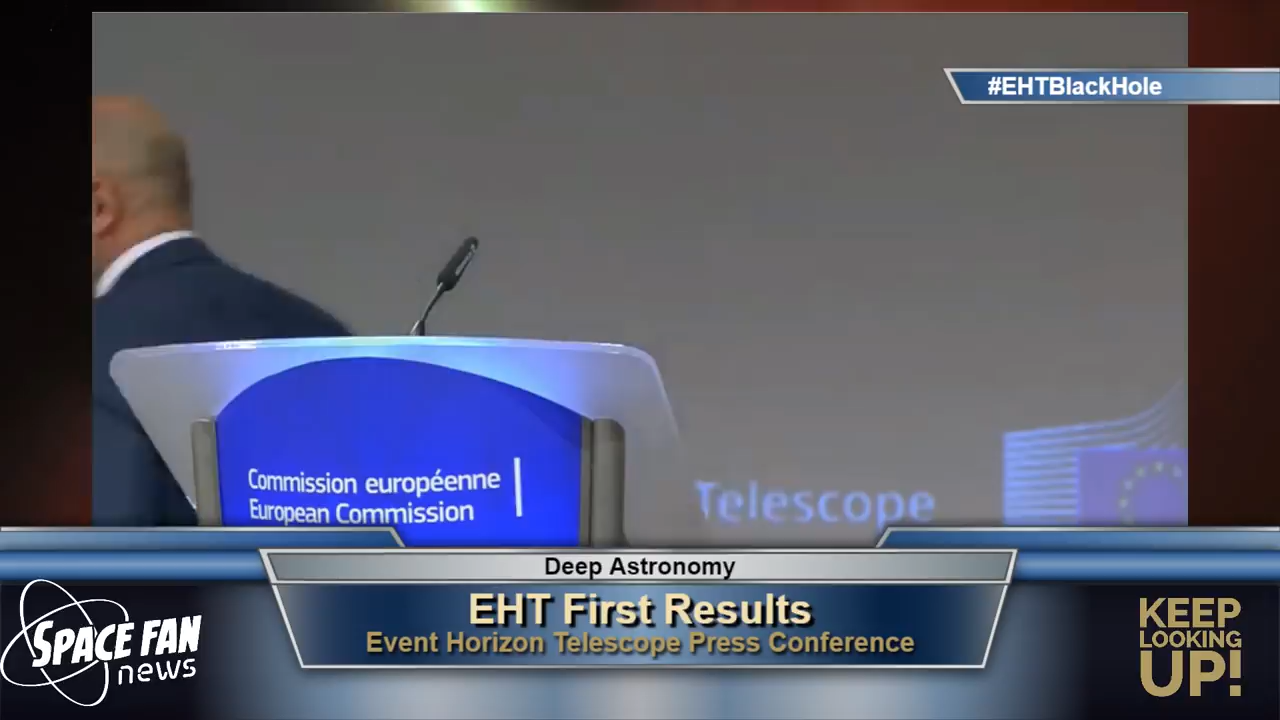 #EHTBlackHole
Commission européenne
European Commission
Telescope
Deep Astronomy
EHT First Results
Event Horizon Telescope Press Conference
SPACE FAN
news
KEEP
LOOKING
UP!